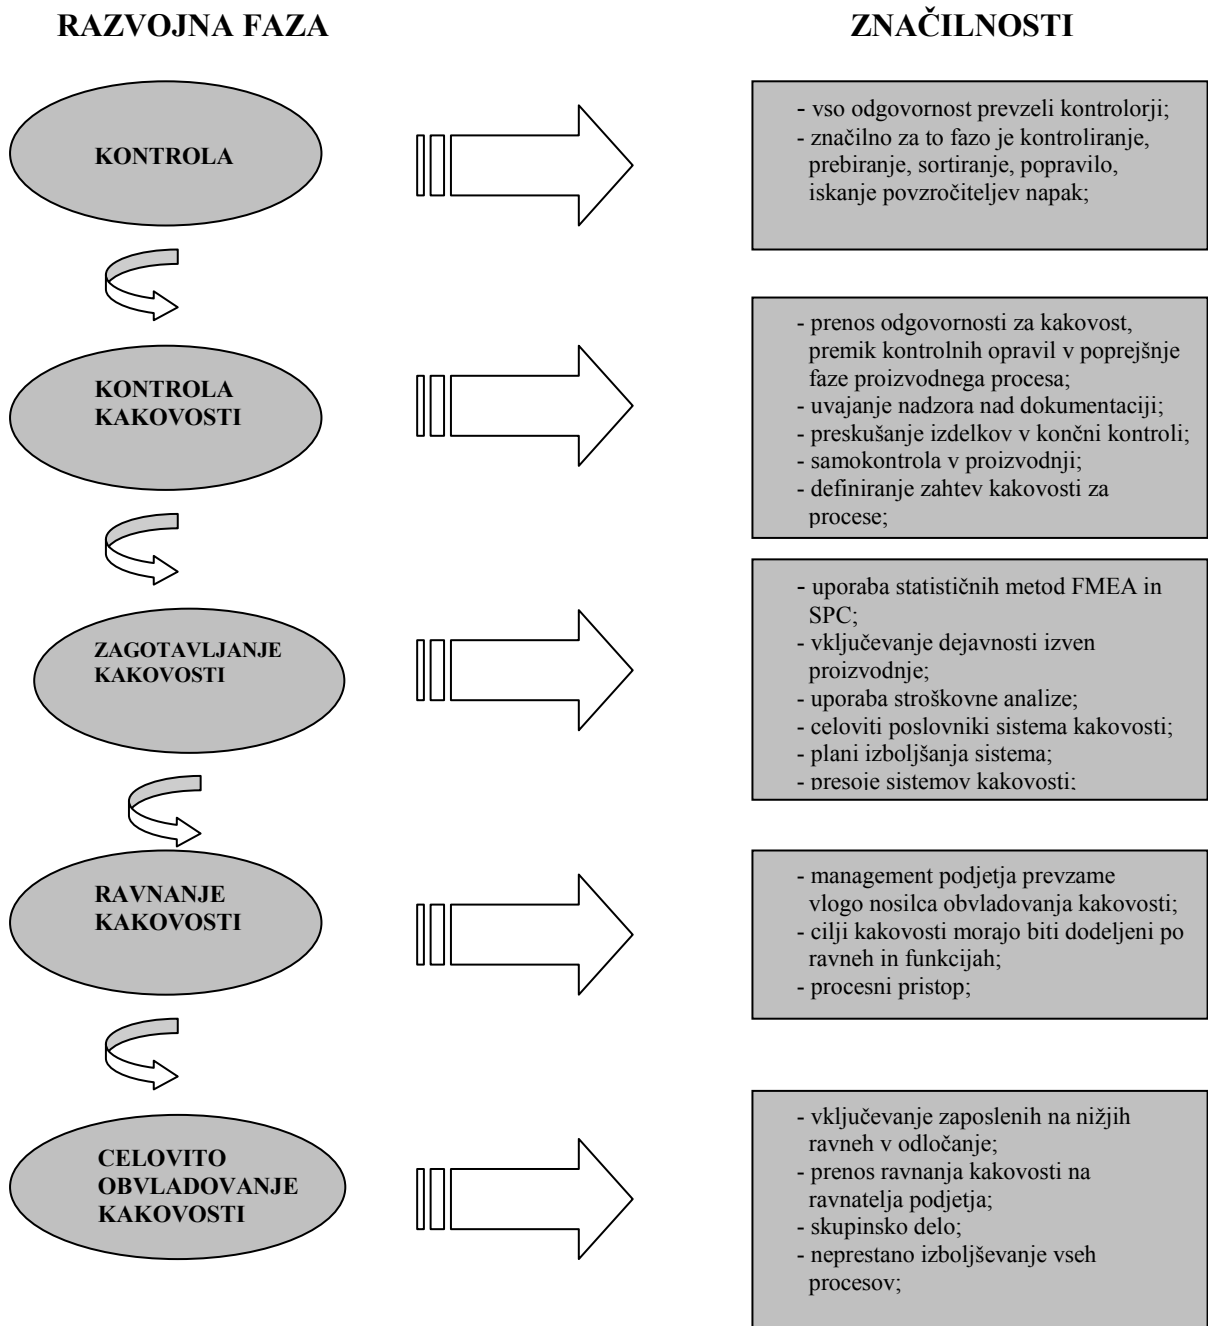 RAZVOJNA FAZA
ZNAČILNOSTI
KONTROLA
- vso odgovornost prevzeli kontrolorji;
- značilno za to fazo je kontroliranje,
prebiranje, sortiranje, popravilo,
iskanje povzročiteljev napak;
KONTROLA
KAKOVOSTI
- prenos odgovornosti za kakovost,
premik kontrolnih opravil v poprejšnje
faze proizvodnega procesa;
- uvajanje nadzora nad dokumentaciji;
- preskušanje izdelkov v končni kontroli;
- samokontrola v proizvodnji;
- definiranje zahtev kakovosti za
procese;
ZAGOTAVLJANJE
KAKOVOSTI
- uporaba statističnih metod FMEA in
SPC;
- vključevanje dejavnosti izven
proizvodnje;
- uporaba stroškovne analize;
- celoviti poslovniki sistema kakovosti;
- plani izboljšanja sistema;
- presoje sistemov kakovosti;
RAVNANJE
KAKOVOSTI
- management podjetja prevzame
vlogo nosilca obvladovanja kakovosti;
- cilji kakovosti morajo biti dodeljeni po
ravneh in funkcijah;
- procesni pristop;
CELOVITO
OBVLADOVANJE
KAKOVOSTI
- vključevanje zaposlenih na nižjih
ravneh v odločanje;
- prenos ravnanja kakovosti na
ravnatelja podjetja;
- skupinsko delo;
- neprestano izboljševanje vseh
procesov;